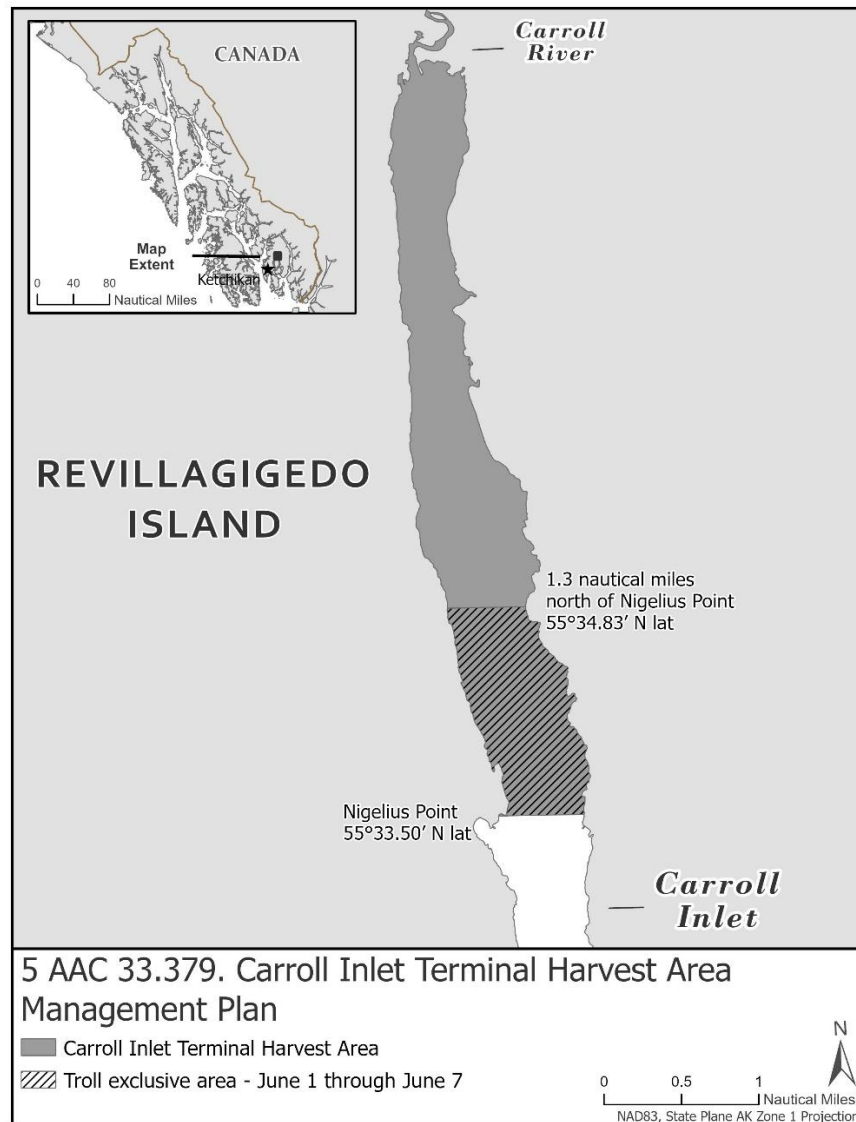 Carroll
River
CANADA
Map
Extent
Ketchikan
0 40 80
Nautical Miles
REVILLAGIGEDO
ISLAND
1.3 nautical miles
north of Nigelius Point
55°34.83' N lat
Nigelius Point
55°33.50' N lat
Carroll
Inlet
5 AAC 33.379. Carroll Inlet Terminal Harvest Area
Management Plan
Carroll Inlet Terminal Harvest Area
Troll exclusive area - June 1 through June 7
N
0 0.5 1
Nautical Miles
NAD83, State Plane AK Zone 1 Projection